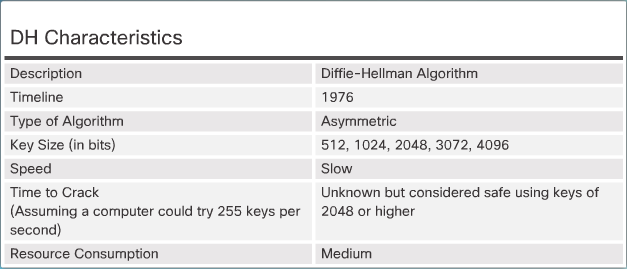 DH Characteristics
Description Diffie-Hellman Algorithm
Timeline 1976
Type of Algorithm Asymmetric
Key Size (in bits) 512, 1024, 2048, 3072, 4096
Speed Slow
Time to Crack
(Assuming a computer could try 255 keys per
second)
Unknown but considered safe using keys of
2048 or higher
Resource Consumption Medium